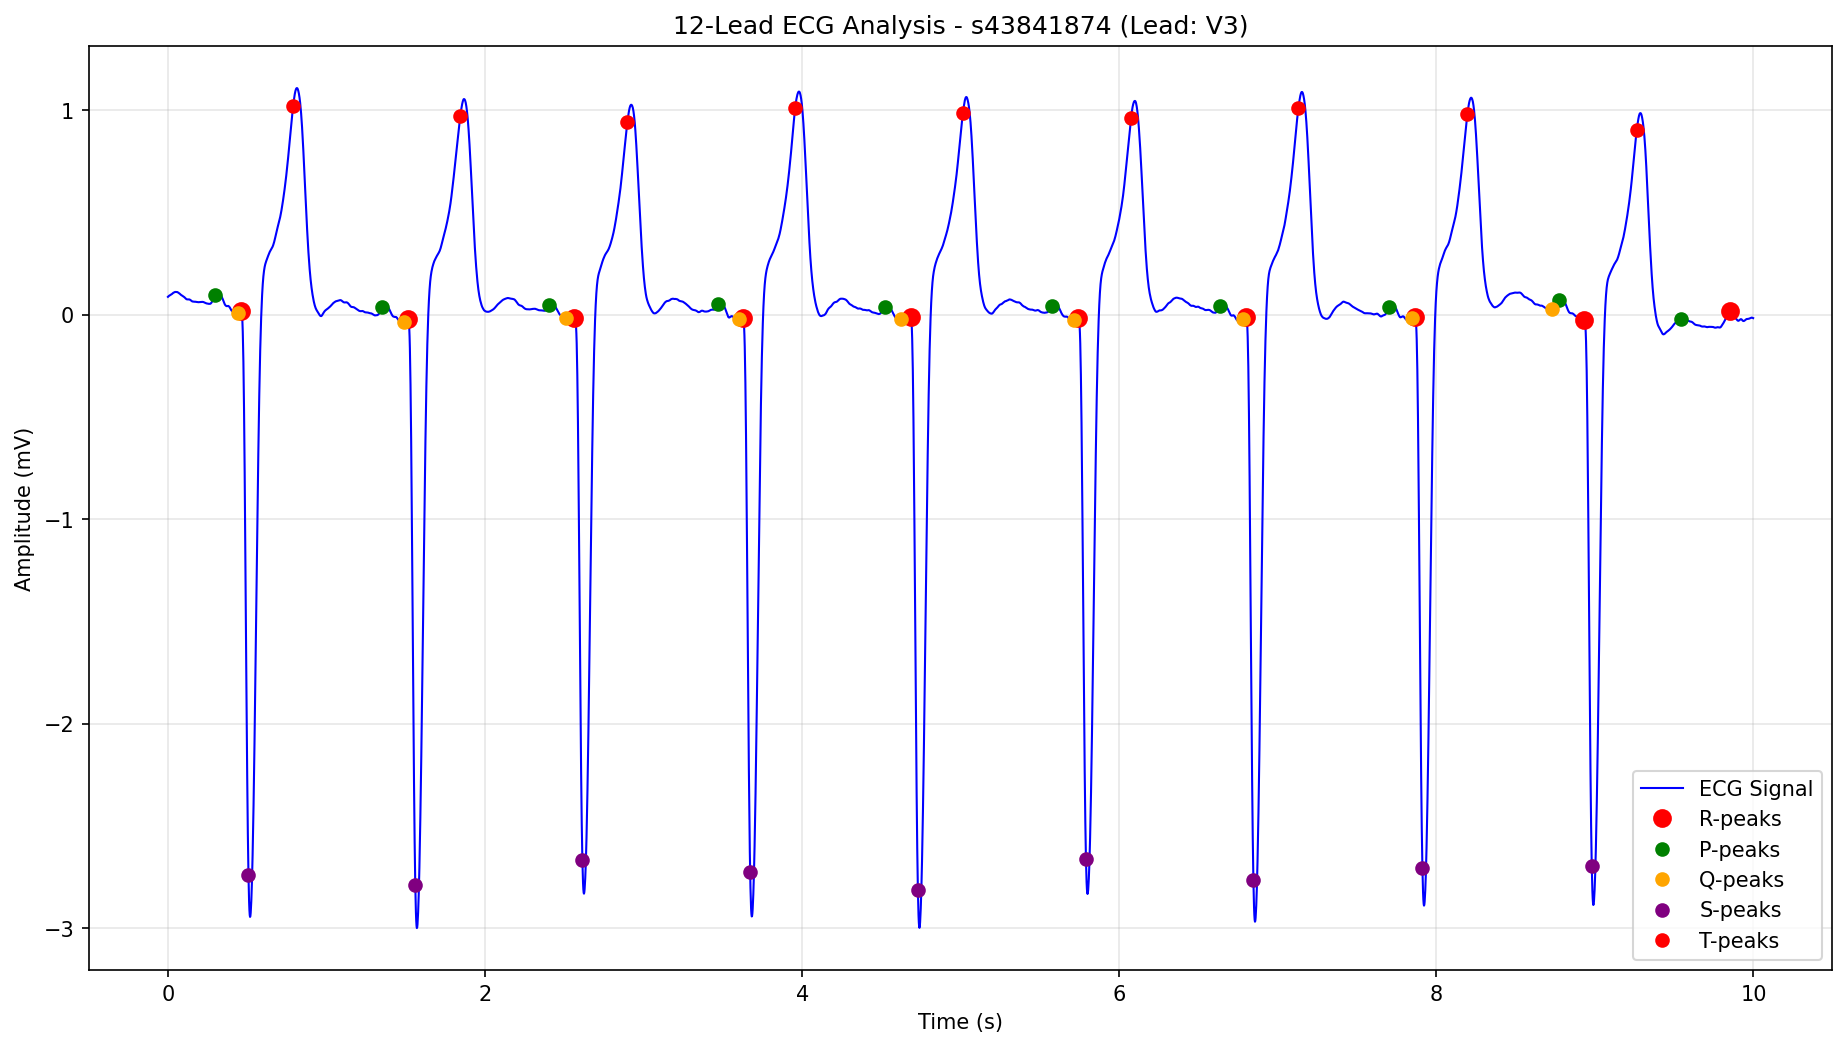 12-Lead ECG Analysis - s43841874 (Lead: V3)
Amplitude (mV)
1
0
−1
−2
−3
0
2
4
6
8
10
Time (s)
ECG Signal
R-peaks
P-peaks
Q-peaks
S-peaks
T-peaks